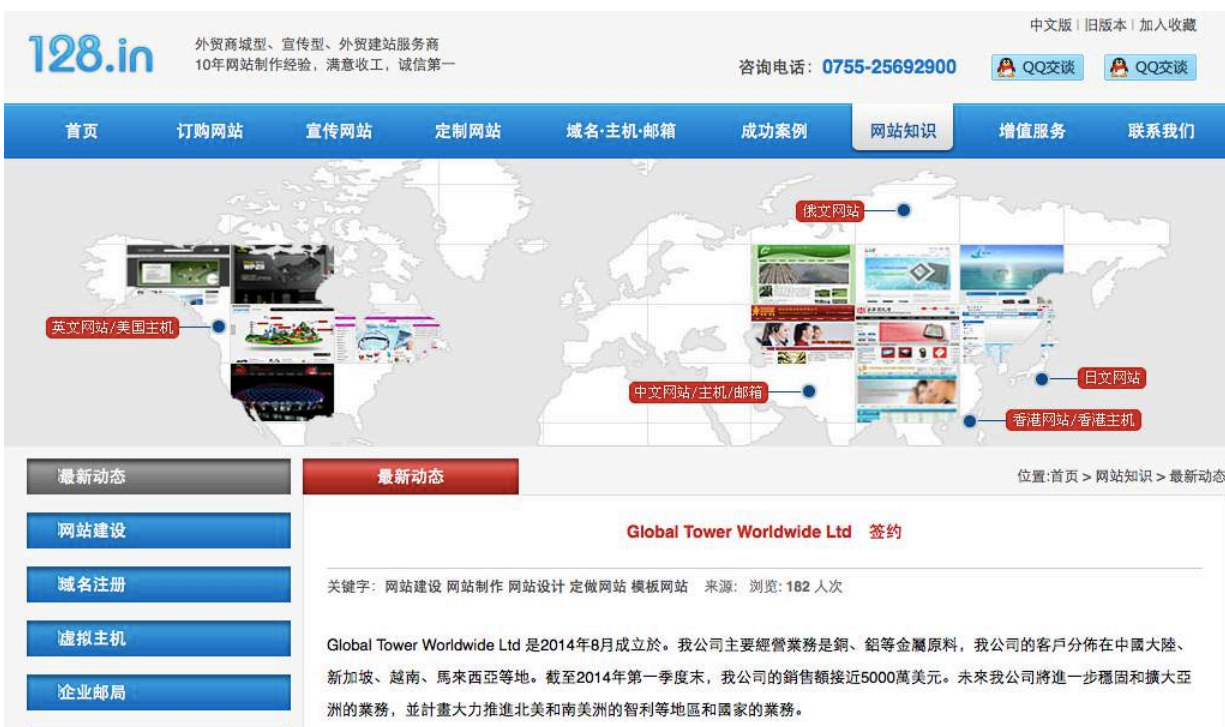 中文版 | 旧版本 | 加入收藏
128.in
外贸商城型、宣传型、外贸建站服务商
10年网站制作经验，满意收工，诚信第一
咨询电话：0755-25692900
QQ交谈
QQ交谈
首页 订购网站 宣传网站 定制网站 域名·主机·邮箱 成功案例 网站知识 增值服务 联系我们
俄文网站
英文网站/美国主机
中文网站/主机/邮箱
日文网站
香港网站/香港主机
最新动态
网站建设
域名注册
虚拟主机
企业邮局
最新动态
位置:首页 > 网站知识 > 最新动态
Global Tower Worldwide Ltd 签约
关键字：网站建设 网站制作 网站设计 定做网站 模板网站 来源： 浏览: 182 人次
Global Tower Worldwide Ltd 是2014年8月成立於。我公司主要經營業務是銅、鋁等金屬原料，我公司的客戶分佈在中國大陸、
新加坡、越南、馬來西亞等地。截至2014年第一季度末，我公司的銷售額接近5000萬美元。未來我公司將進一步穩固和擴大亞
洲的業務，並計畫大力推進北美和南美洲的智利等地區和國家的業務。